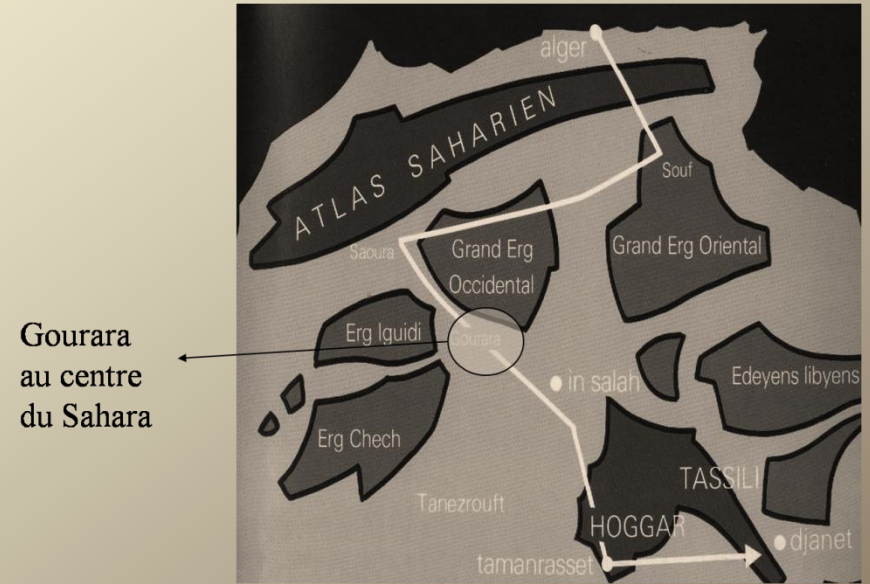 alger
ATLAS SAHARIEN
Souf
Saoura
Grand Erg
Occidental
Grand Erg Oriental
Gourara
au centre
du Sahara
Erg Iguidi
Gourara
in salah
Edeyens libyens
Erg Chech
TASSILI
Tanezrouft
HOGGAR
djanet
tamanrasset